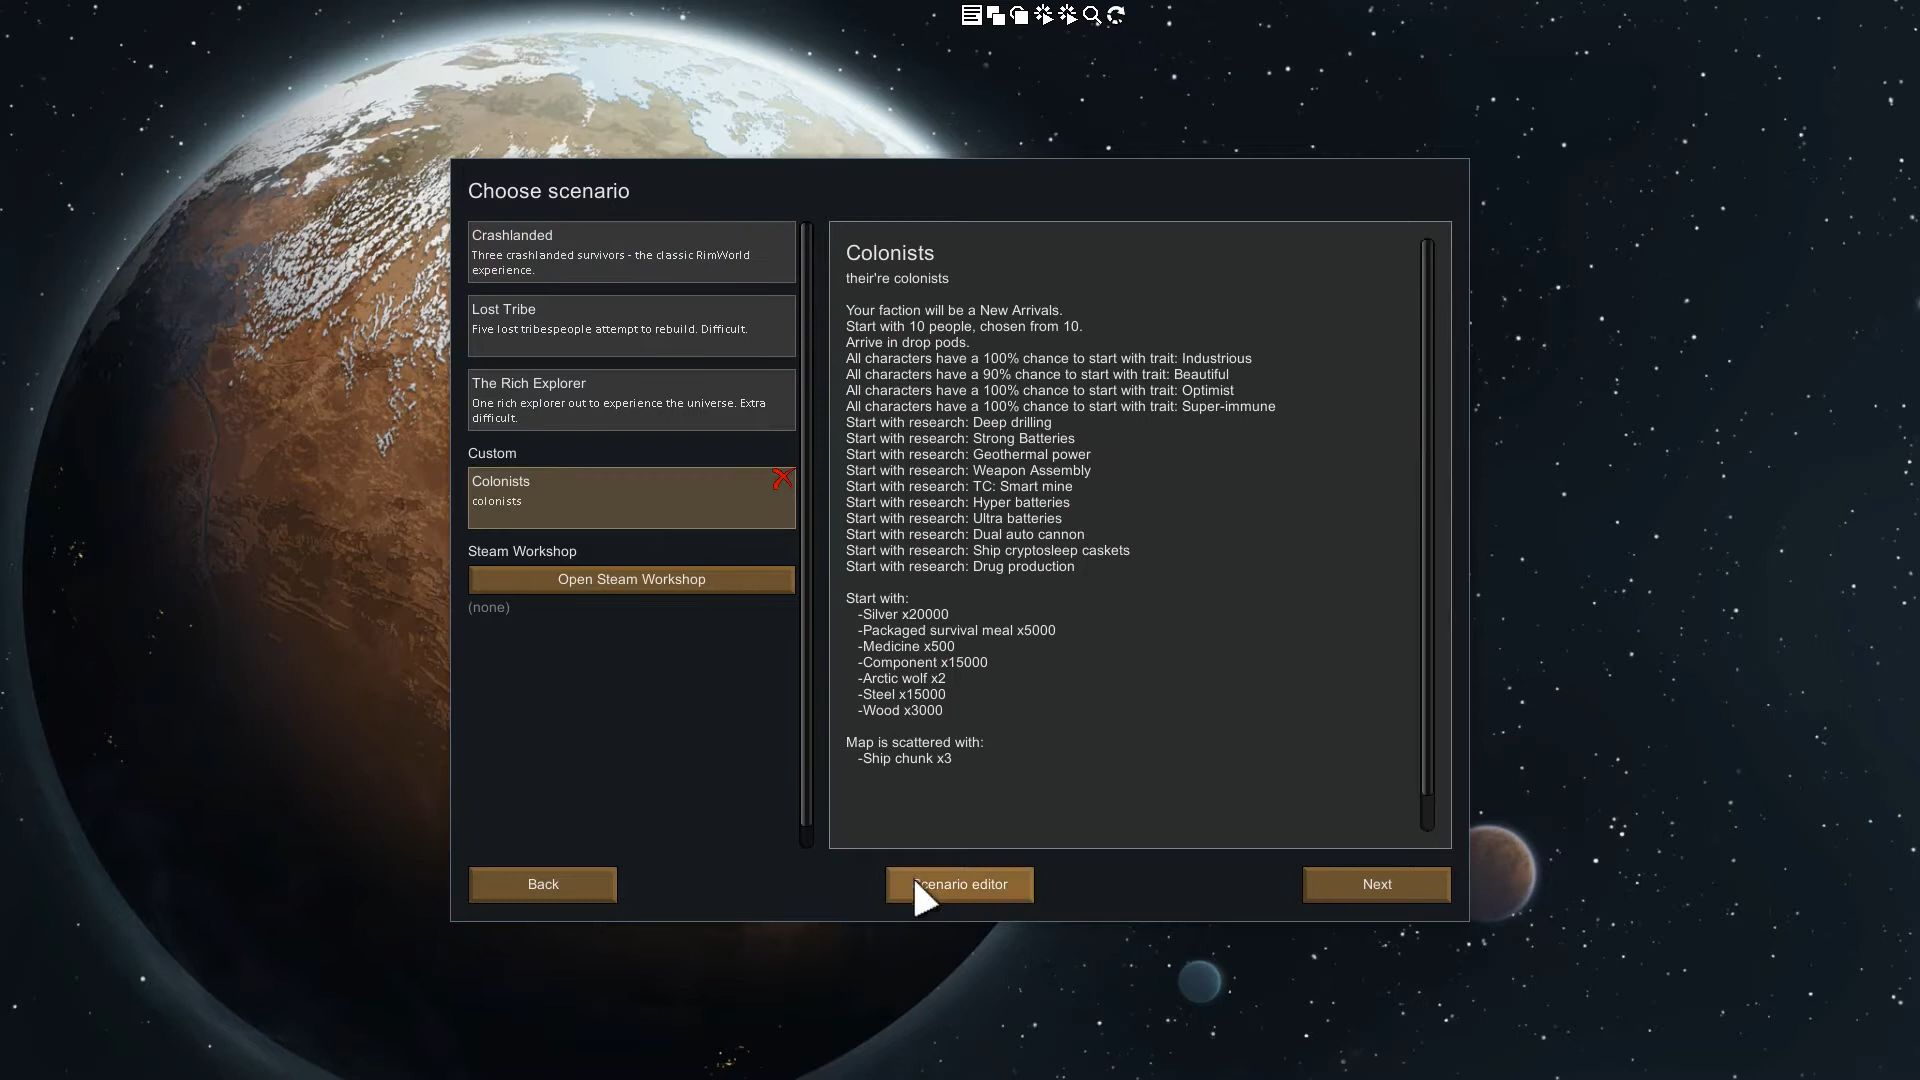 Choose scenario
Crashlanded
Three crashlanded survivors - the classic RimWorld
experience.
Lost Tribe
Five lost tribespeople attempt to rebuild. Difficult.
The Rich Explorer
One rich explorer out to experience the universe. Extra
difficult.
Custom
Colonists
colonists
Steam Workshop
Open Steam Workshop
(none)
Colonists
their're colonists
Your faction will be a New Arrivals.
Start with 10 people, chosen from 10.
Arrive in drop pods.
All characters have a 100% chance to start with trait: Industrious
All characters have a 90% chance to start with trait: Beautiful
All characters have a 100% chance to start with trait: Optimist
All characters have a 100% chance to start with trait: Super-immune
Start with research: Deep drilling
Start with research: Strong Batteries
Start with research: Geothermal power
Start with research: Weapon Assembly
Start with research: TC: Smart mine
Start with research: Hyper batteries
Start with research: Ultra batteries
Start with research: Dual auto cannon
Start with research: Ship cryptosleep caskets
Start with research: Drug production
Start with:
-Silver x20000
-Packaged survival meal x5000
-Medicine x500
-Component x15000
-Arctic wolf x2
-Steel x15000
-Wood x3000
Map is scattered with:
-Ship chunk x3
Back
Scenario editor
Next